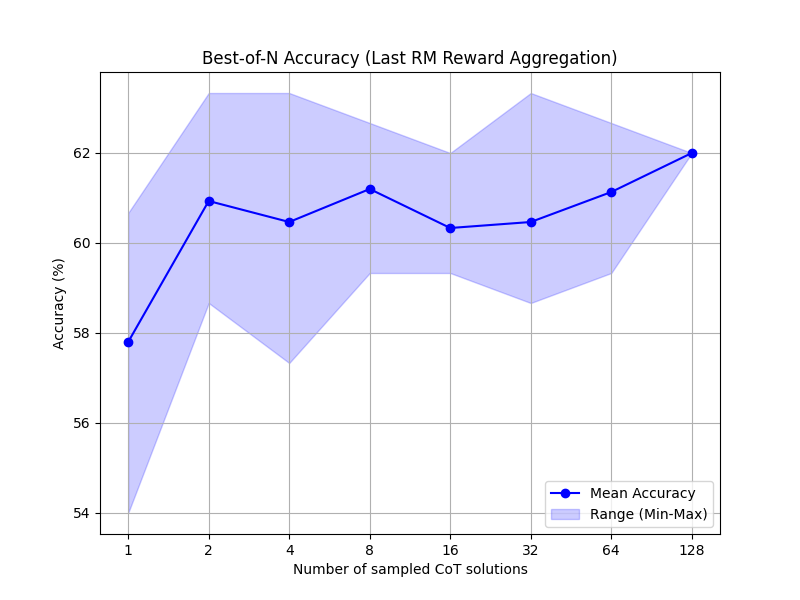 Best-of-N Accuracy (Last RM Reward Aggregation)
Accuracy (%)
62
60
58
56
54
1 2 4 8 16 32 64 128
Number of sampled CoT solutions
Mean Accuracy
Range (Min-Max)